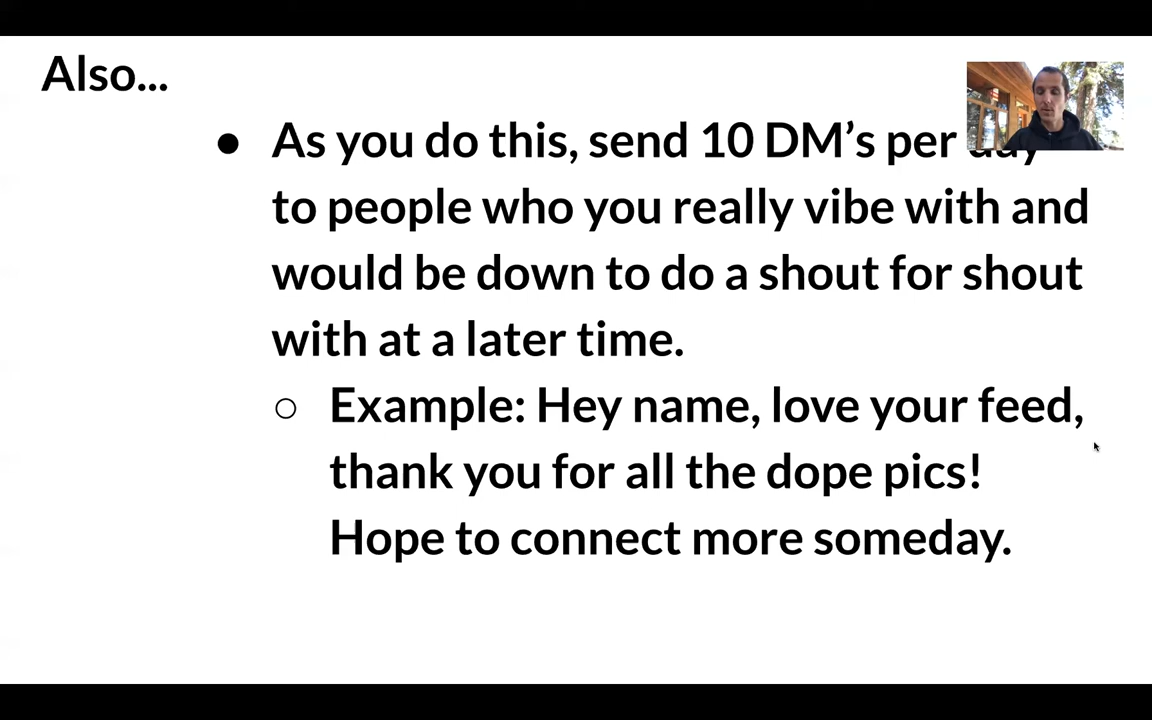 Also...
● As you do this, send 10 DM’s per
to people who you really vibe with and
would be down to do a shout for shout
with at a later time.
○ Example: Hey name, love your feed,
thank you for all the dope pics!
Hope to connect more someday.